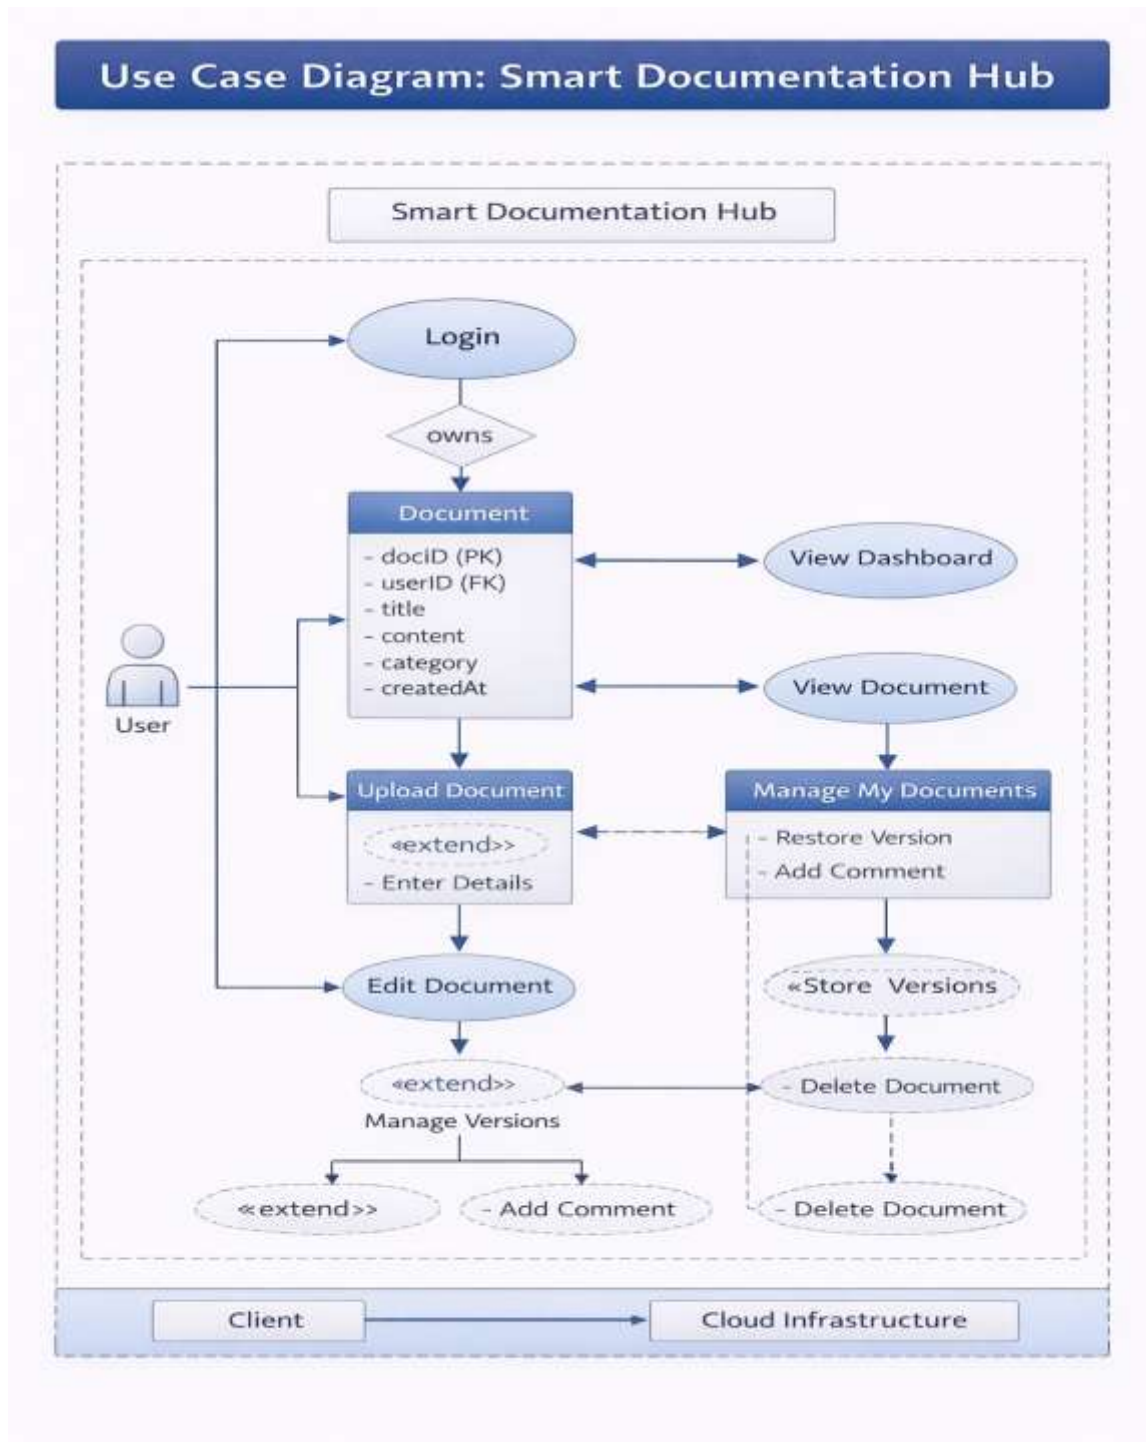 Use Case Diagram: Smart Documentation Hub
Smart Documentation Hub
Login
owns
Document
- docID (PK)
- userID (FK)
- title
- content
- category
- createdAt
View Dashboard
View Document
User
Upload Document
«extend>>
- Enter Details
Manage My Documents
- Restore Version
- Add Comment
Edit Document
«Store Versions
«extend>>
Manage Versions
- Delete Document
«extend>>
- Add Comment
- Delete Document
Client
Cloud Infrastructure